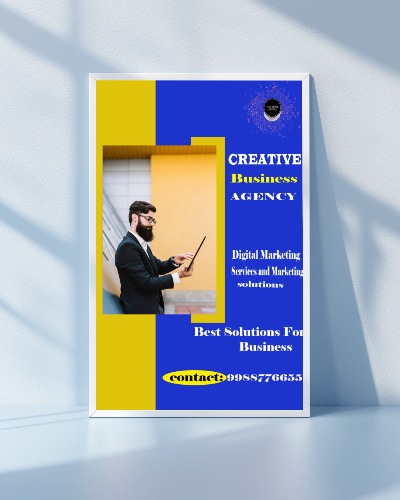 CREATIVE
Business
AGENCY
Digital Marketing
Services and Marketing
solutions
Best Solutions For
Business
contact:9988776655